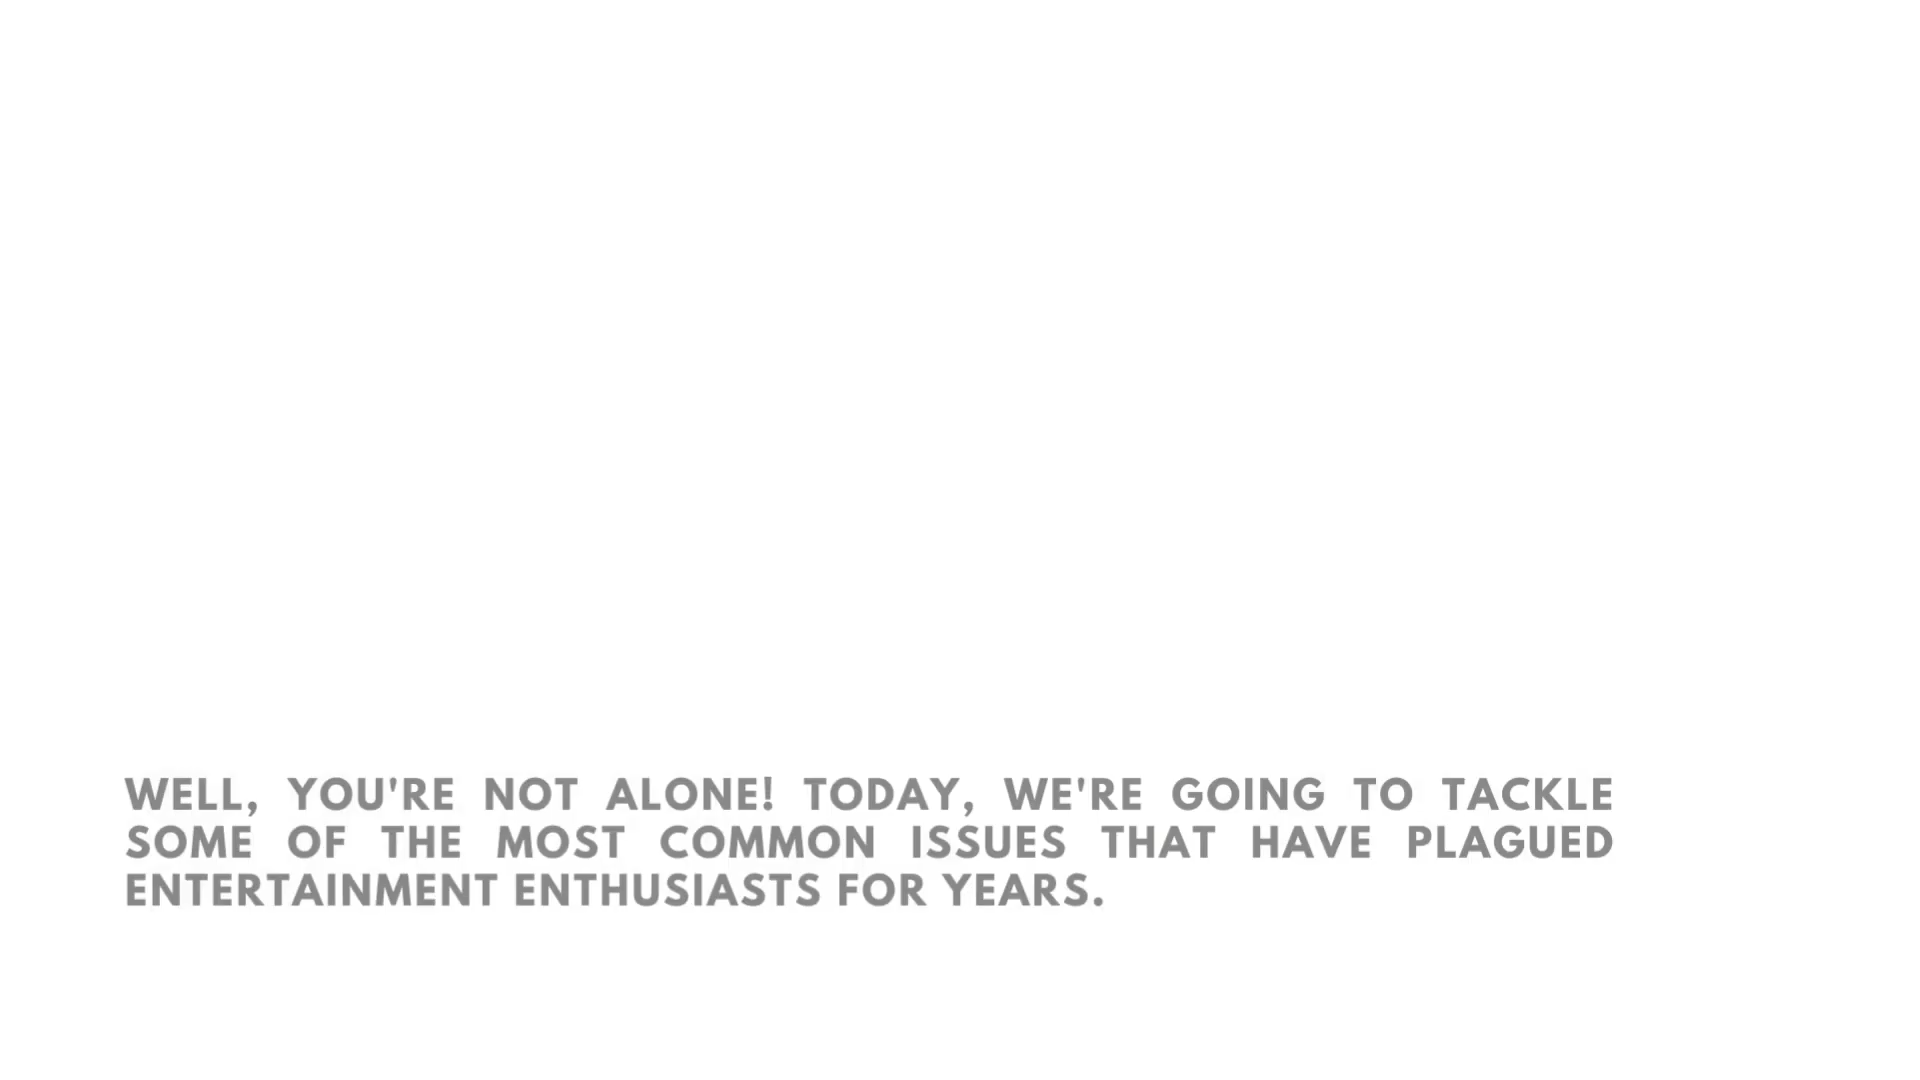 WELL, YOU'RE NOT ALONE! TODAY, WE'RE GOING TO TACKLE
SOME OF THE MOST COMMON ISSUES THAT HAVE PLAGUED
ENTERTAINMENT ENTHUSIASTS FOR YEARS.